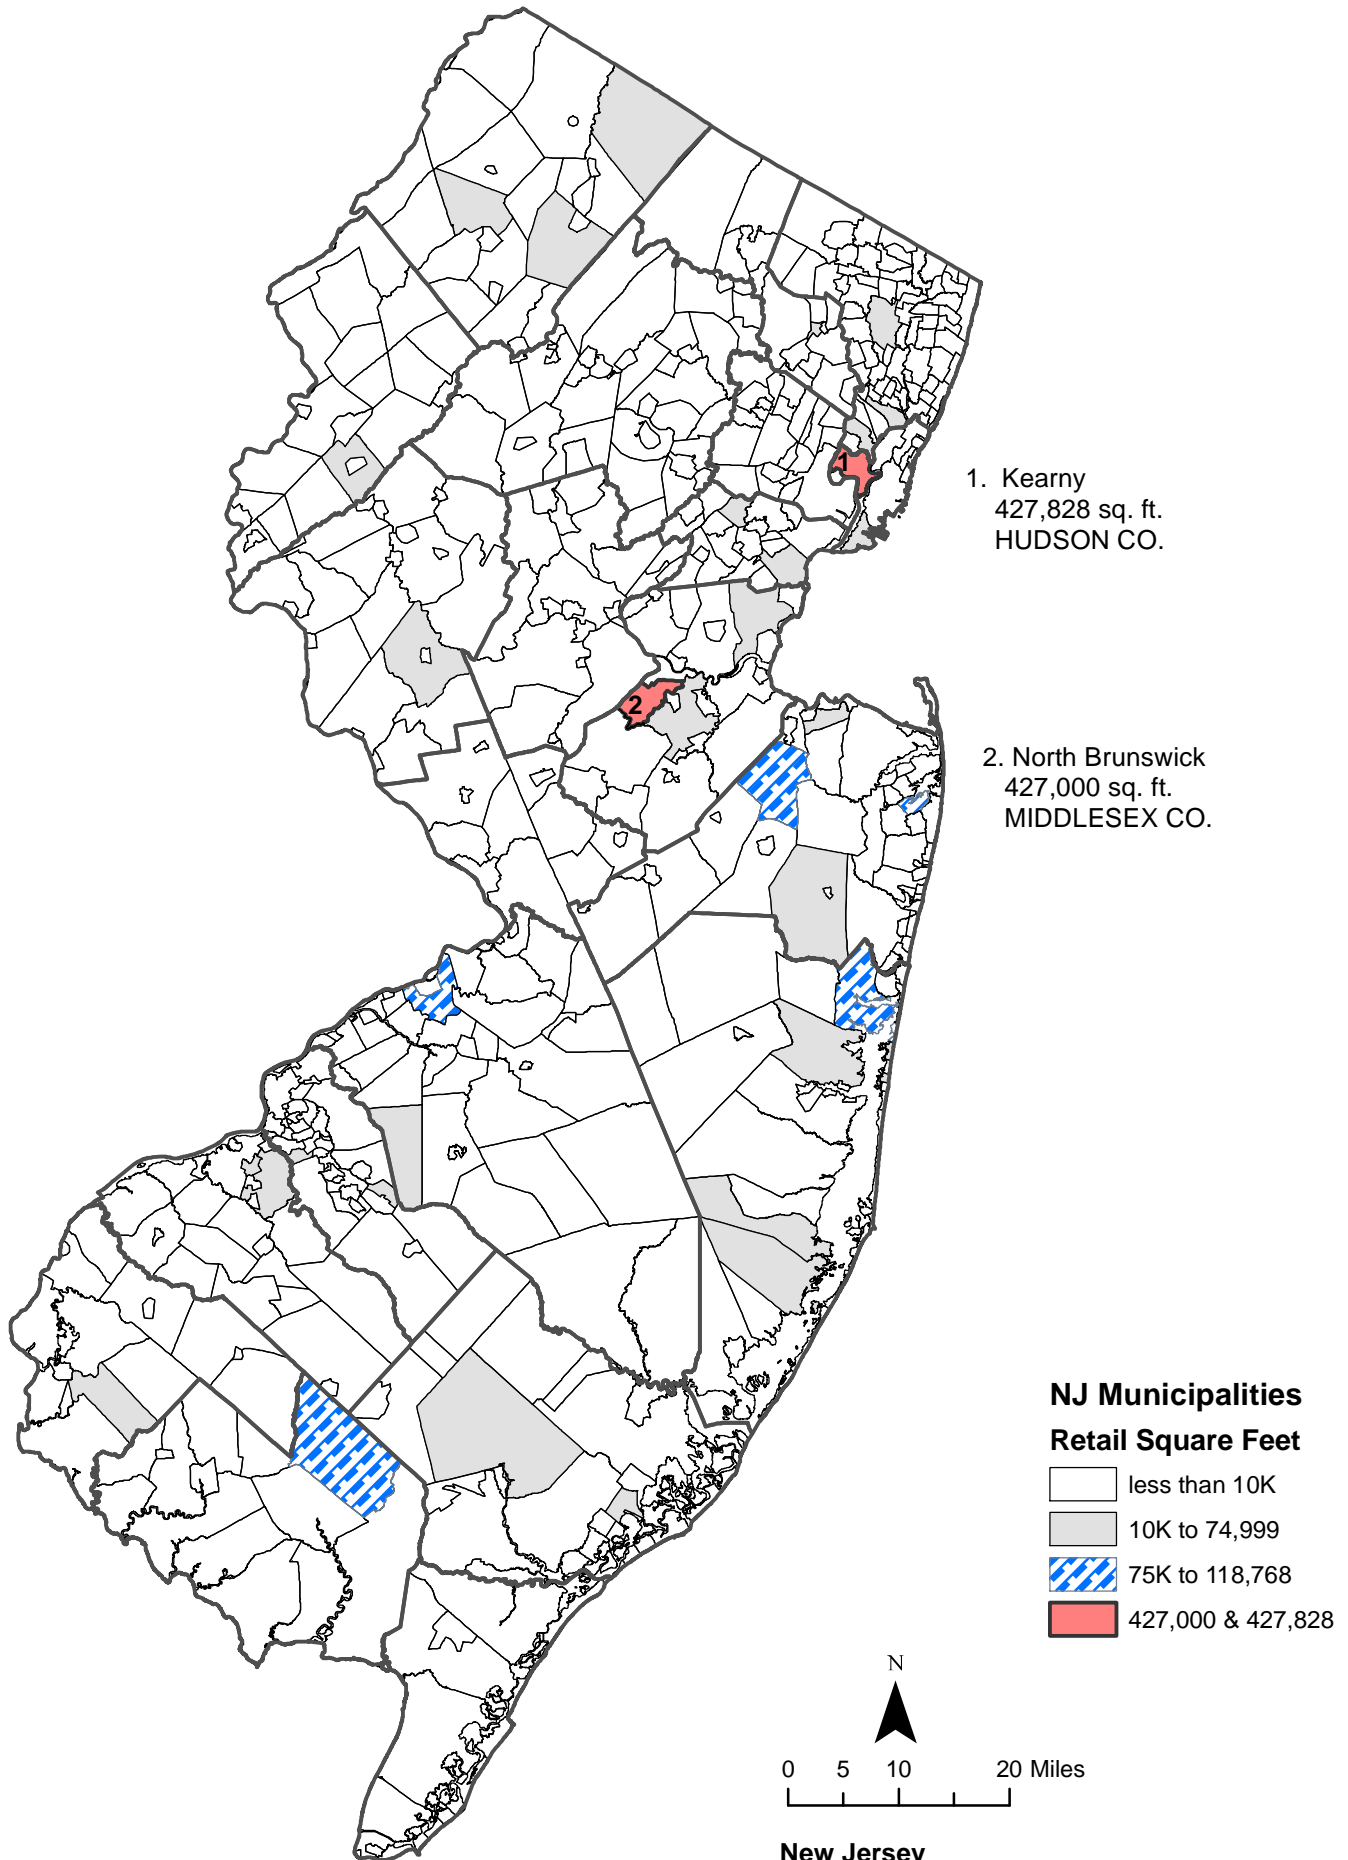 1
1. Kearny
427,828 sq. ft.
HUDSON CO.
2
2. North Brunswick
427,000 sq. ft.
MIDDLESEX CO.
NJ Municipalities
Retail Square Feet
less than 10K
10K to 74,999
75K to 118,768
427,000 & 427,828
N
0 5 10 20 Miles
New Jersey